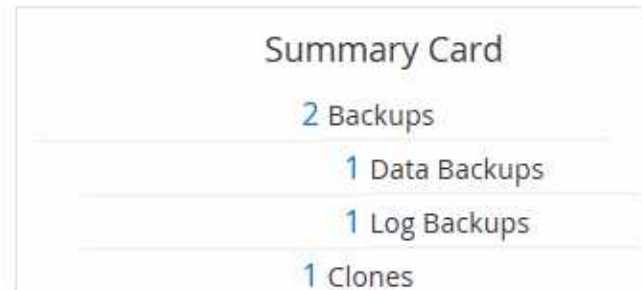 Summary Card
2 Backups
1 Data Backups
1 Log Backups
1 Clones